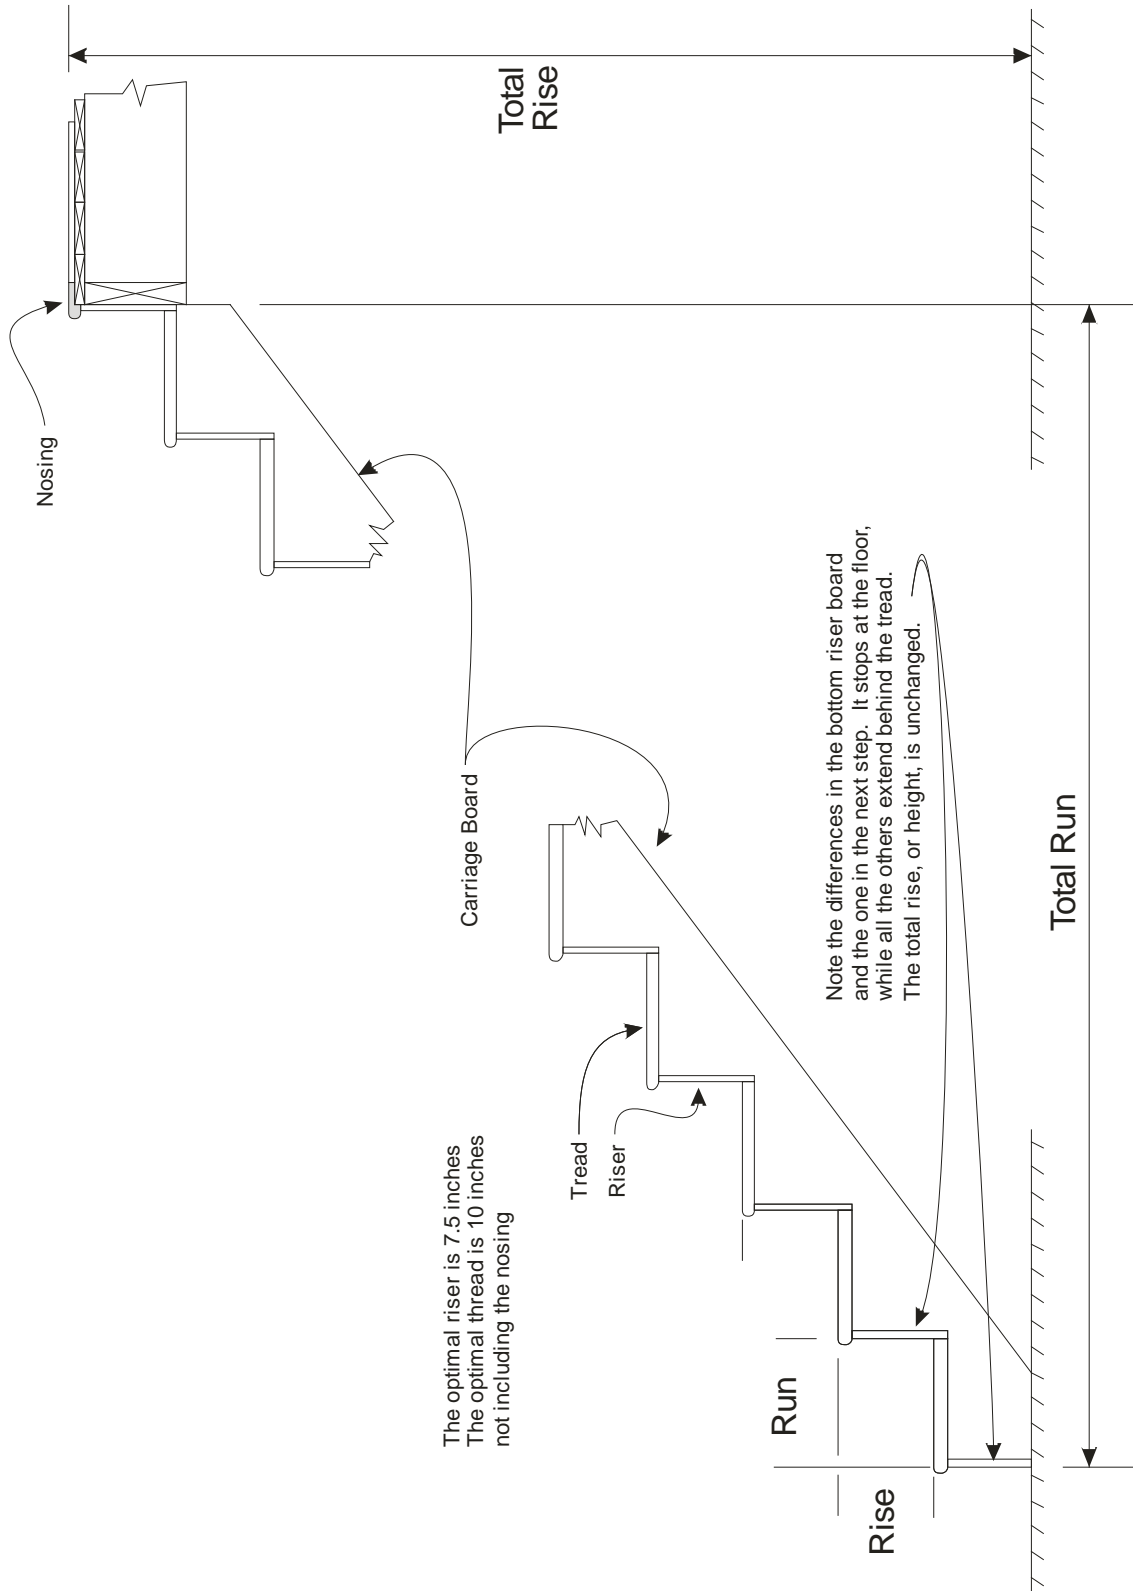 Nosing
Total
Rise
Carriage Board
The optimal riser is 7.5 inches
The optimal thread is 10 inches
not including the nosing
Tread
Riser
Note the differences in the bottom riser board
and the one in the next step.  It stops at the floor,
while all the others extend behind the tread.
The total rise, or height, is unchanged.
Run
Rise
Total Run